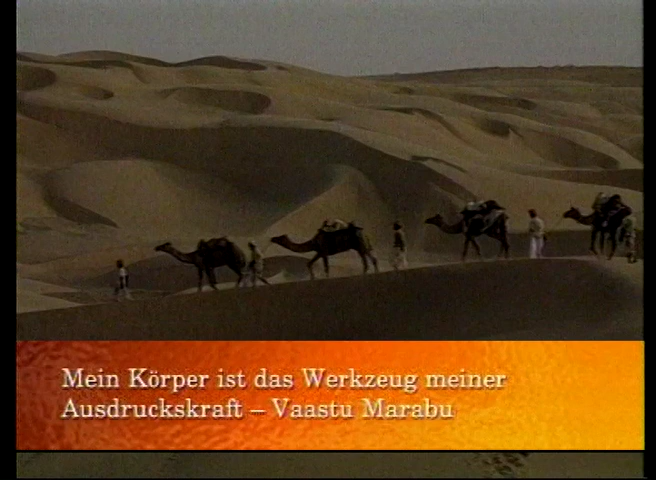 Mein Körper ist das Werkzeug meiner
Ausdruckskraft – Vaastu Marabu